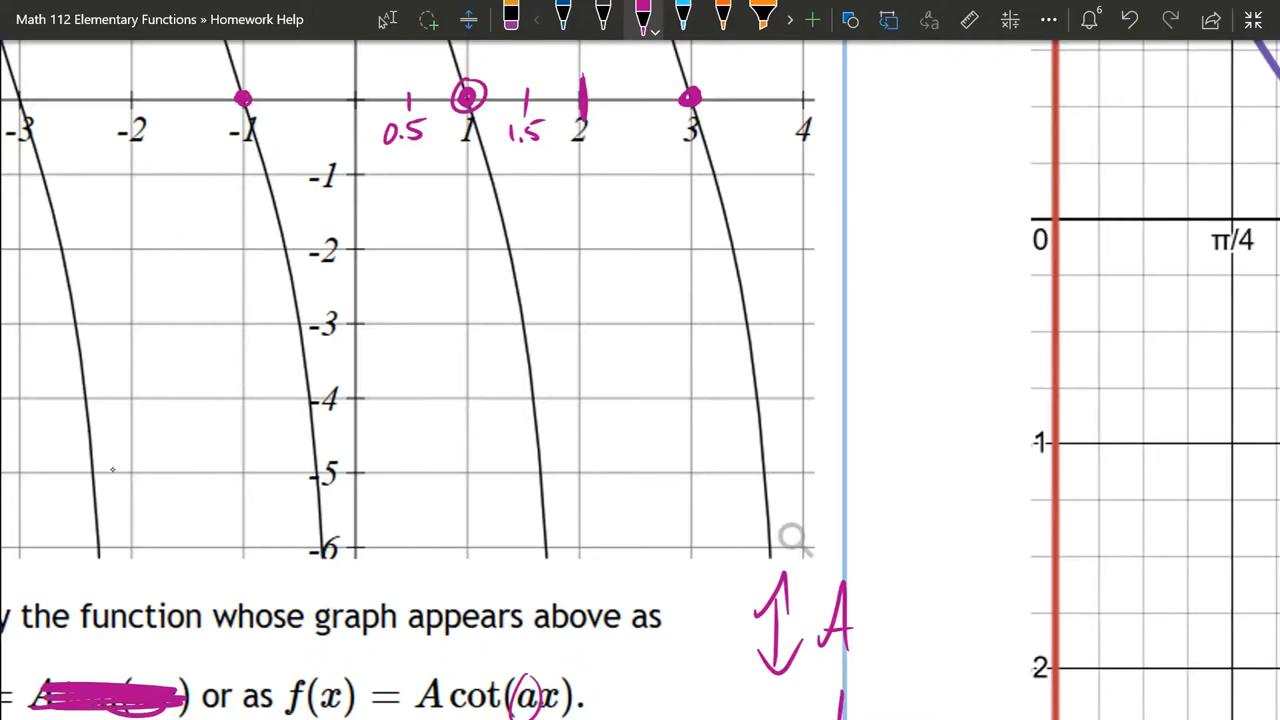 Math 112 Elementary Functions » Homework Help
6
-3 -2 -1 0.5 1 1.5 2 3 4
-1
-2
-3
-4
-5
-6
0 π/4
-1
2
y the function whose graph appears above as
A
= A ) or as f(x) = A cot(ax).